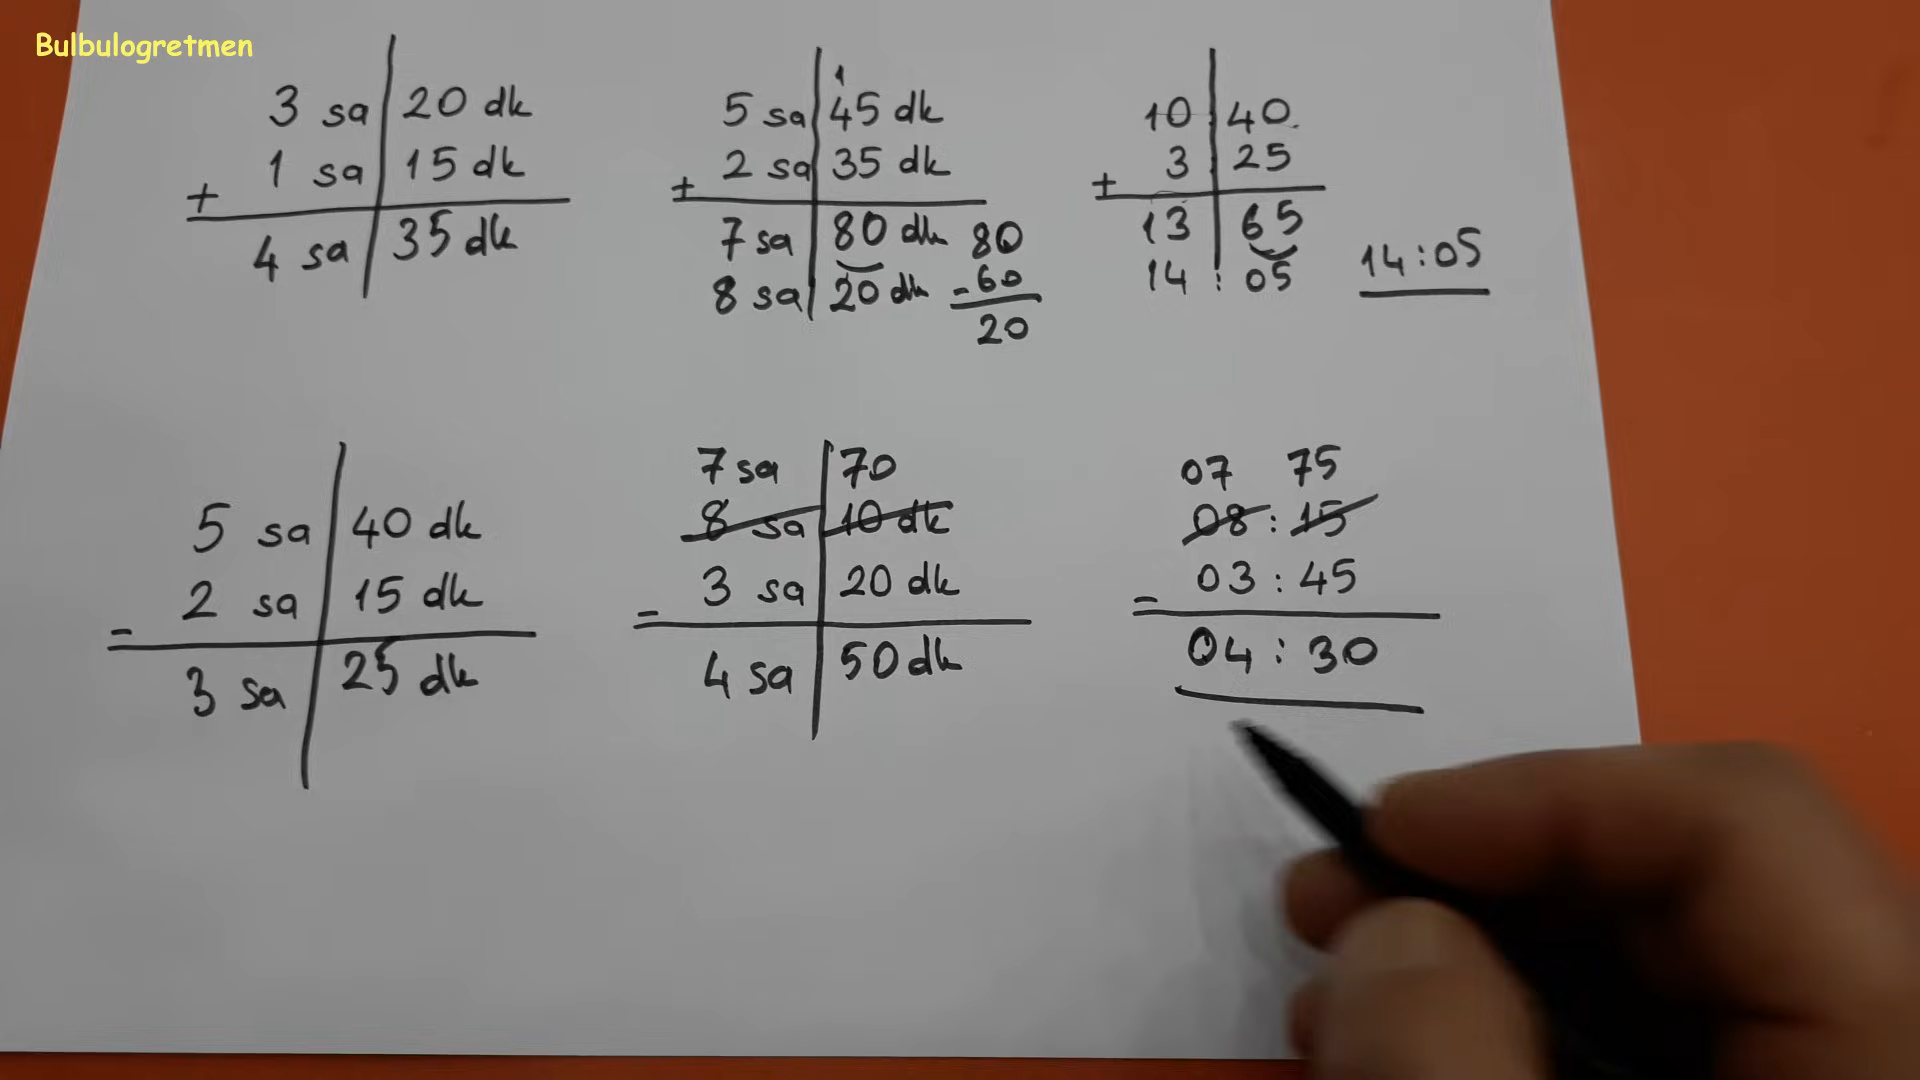 Bulbulogretmen
3 sa 20 dk
+ 1 sa 15 dk
4 sa 35 dk
1
5 sa 45 dk
+ 2 sa 35 dk
7 sa 80 dk
8 sa 20 dk
80
- 60
20
10 : 40
+ 3 : 25
13 65
14 : 05
14:05
5 sa 40 dk
- 2 sa 15 dk
3 sa 25 dk
7 sa 70
8 sa 10 dk
- 3 sa 20 dk
4 sa 50 dk
07 75
08 : 15
- 03 : 45
04 : 30